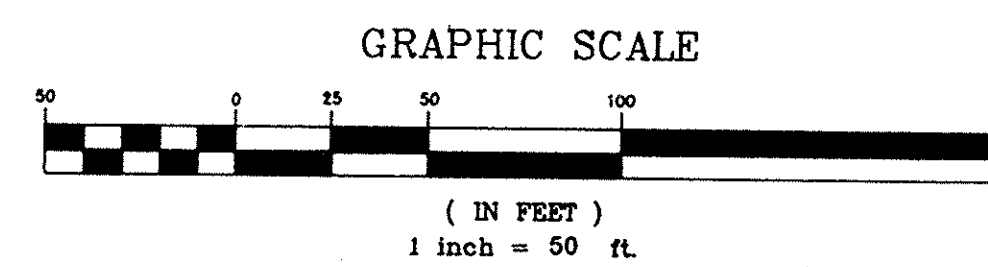 GRAPHIC SCALE
50 0 25 50 100
( IN FEET )
1 inch = 50 ft.